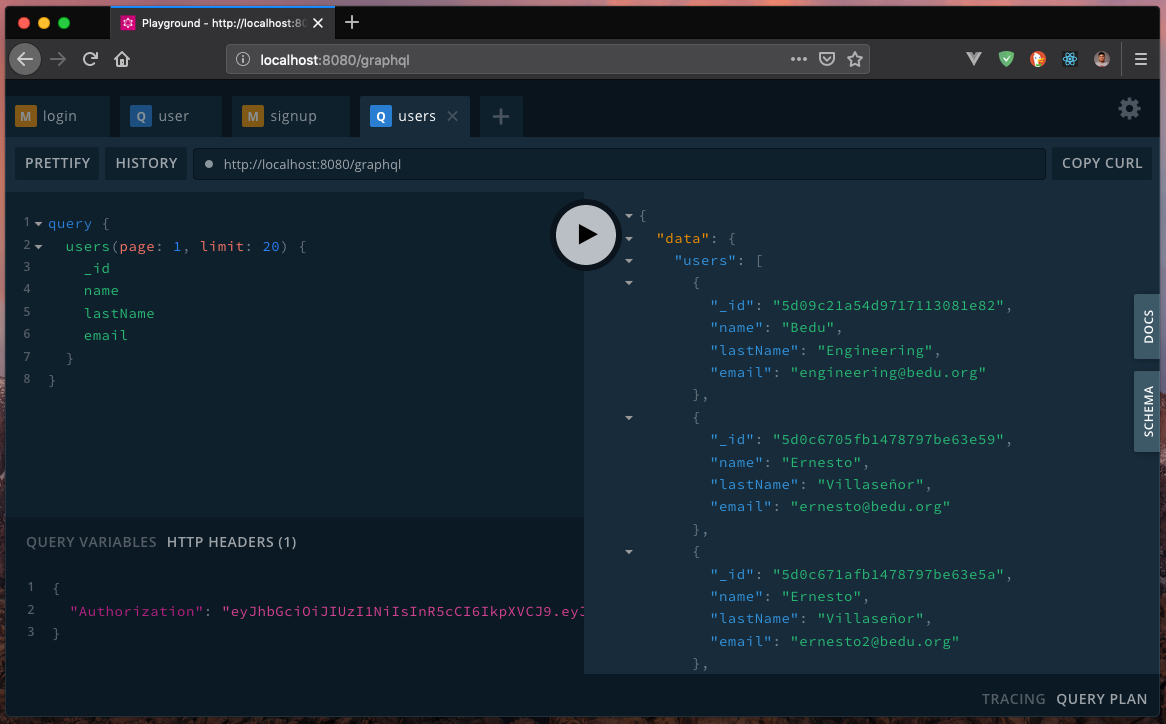 Playground - http://localhost:80
localhost:8080/graphql
M login
Q user
M signup
Q users
PRETTIFY
HISTORY
http://localhost:8080/graphql
COPY CURL
1 query {
2 users(page: 1, limit: 20) {
3 _id
4 name
5 lastName
6 email
7 }
8 }
QUERY VARIABLES
HTTP HEADERS (1)
1 {
2 "Authorization": "eyJhbGciOiJIUzI1NiIsInR5cCI6IkpXVCJ9.eyJ
3 }
{
"data": {
"users": [
{
"_id": "5d09c21a54d9717113081e82",
"name": "Bedu",
"lastName": "Engineering",
"email": "engineering@bedu.org"
},
{
"_id": "5d0c6705fb1478797be63e59",
"name": "Ernesto",
"lastName": "Villaseñor",
"email": "ernesto@bedu.org"
},
{
"_id": "5d0c671afb1478797be63e5a",
"name": "Ernesto",
"lastName": "Villaseñor",
"email": "ernesto2@bedu.org"
},
DOCS
SCHEMA
TRACING
QUERY PLAN